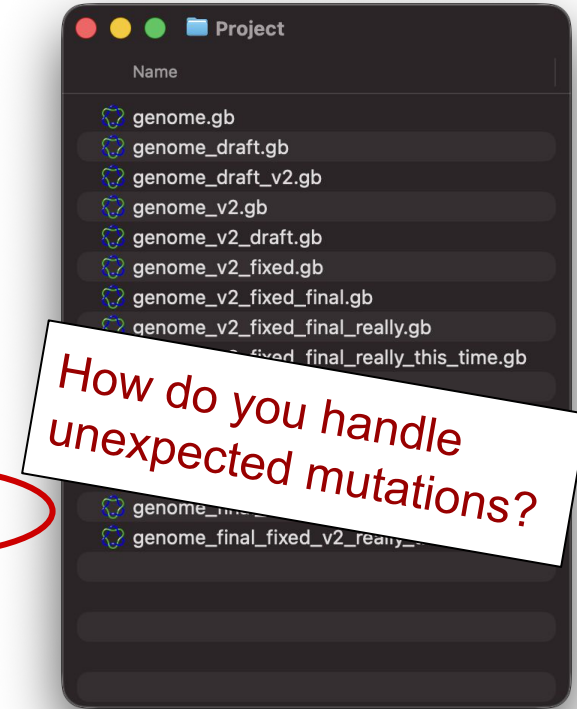 Project
Name
genome.gb
genome_draft.gb
genome_draft_v2.gb
genome_v2.gb
genome_v2_draft.gb
genome_v2_fixed.gb
genome_v2_fixed_final.gb
genome_v2_fixed_final_really.gb
fixed_final_really_this_time.gb
How do you handle
unexpected mutations?
genome_final_
genome_final_fixed_v2_really_